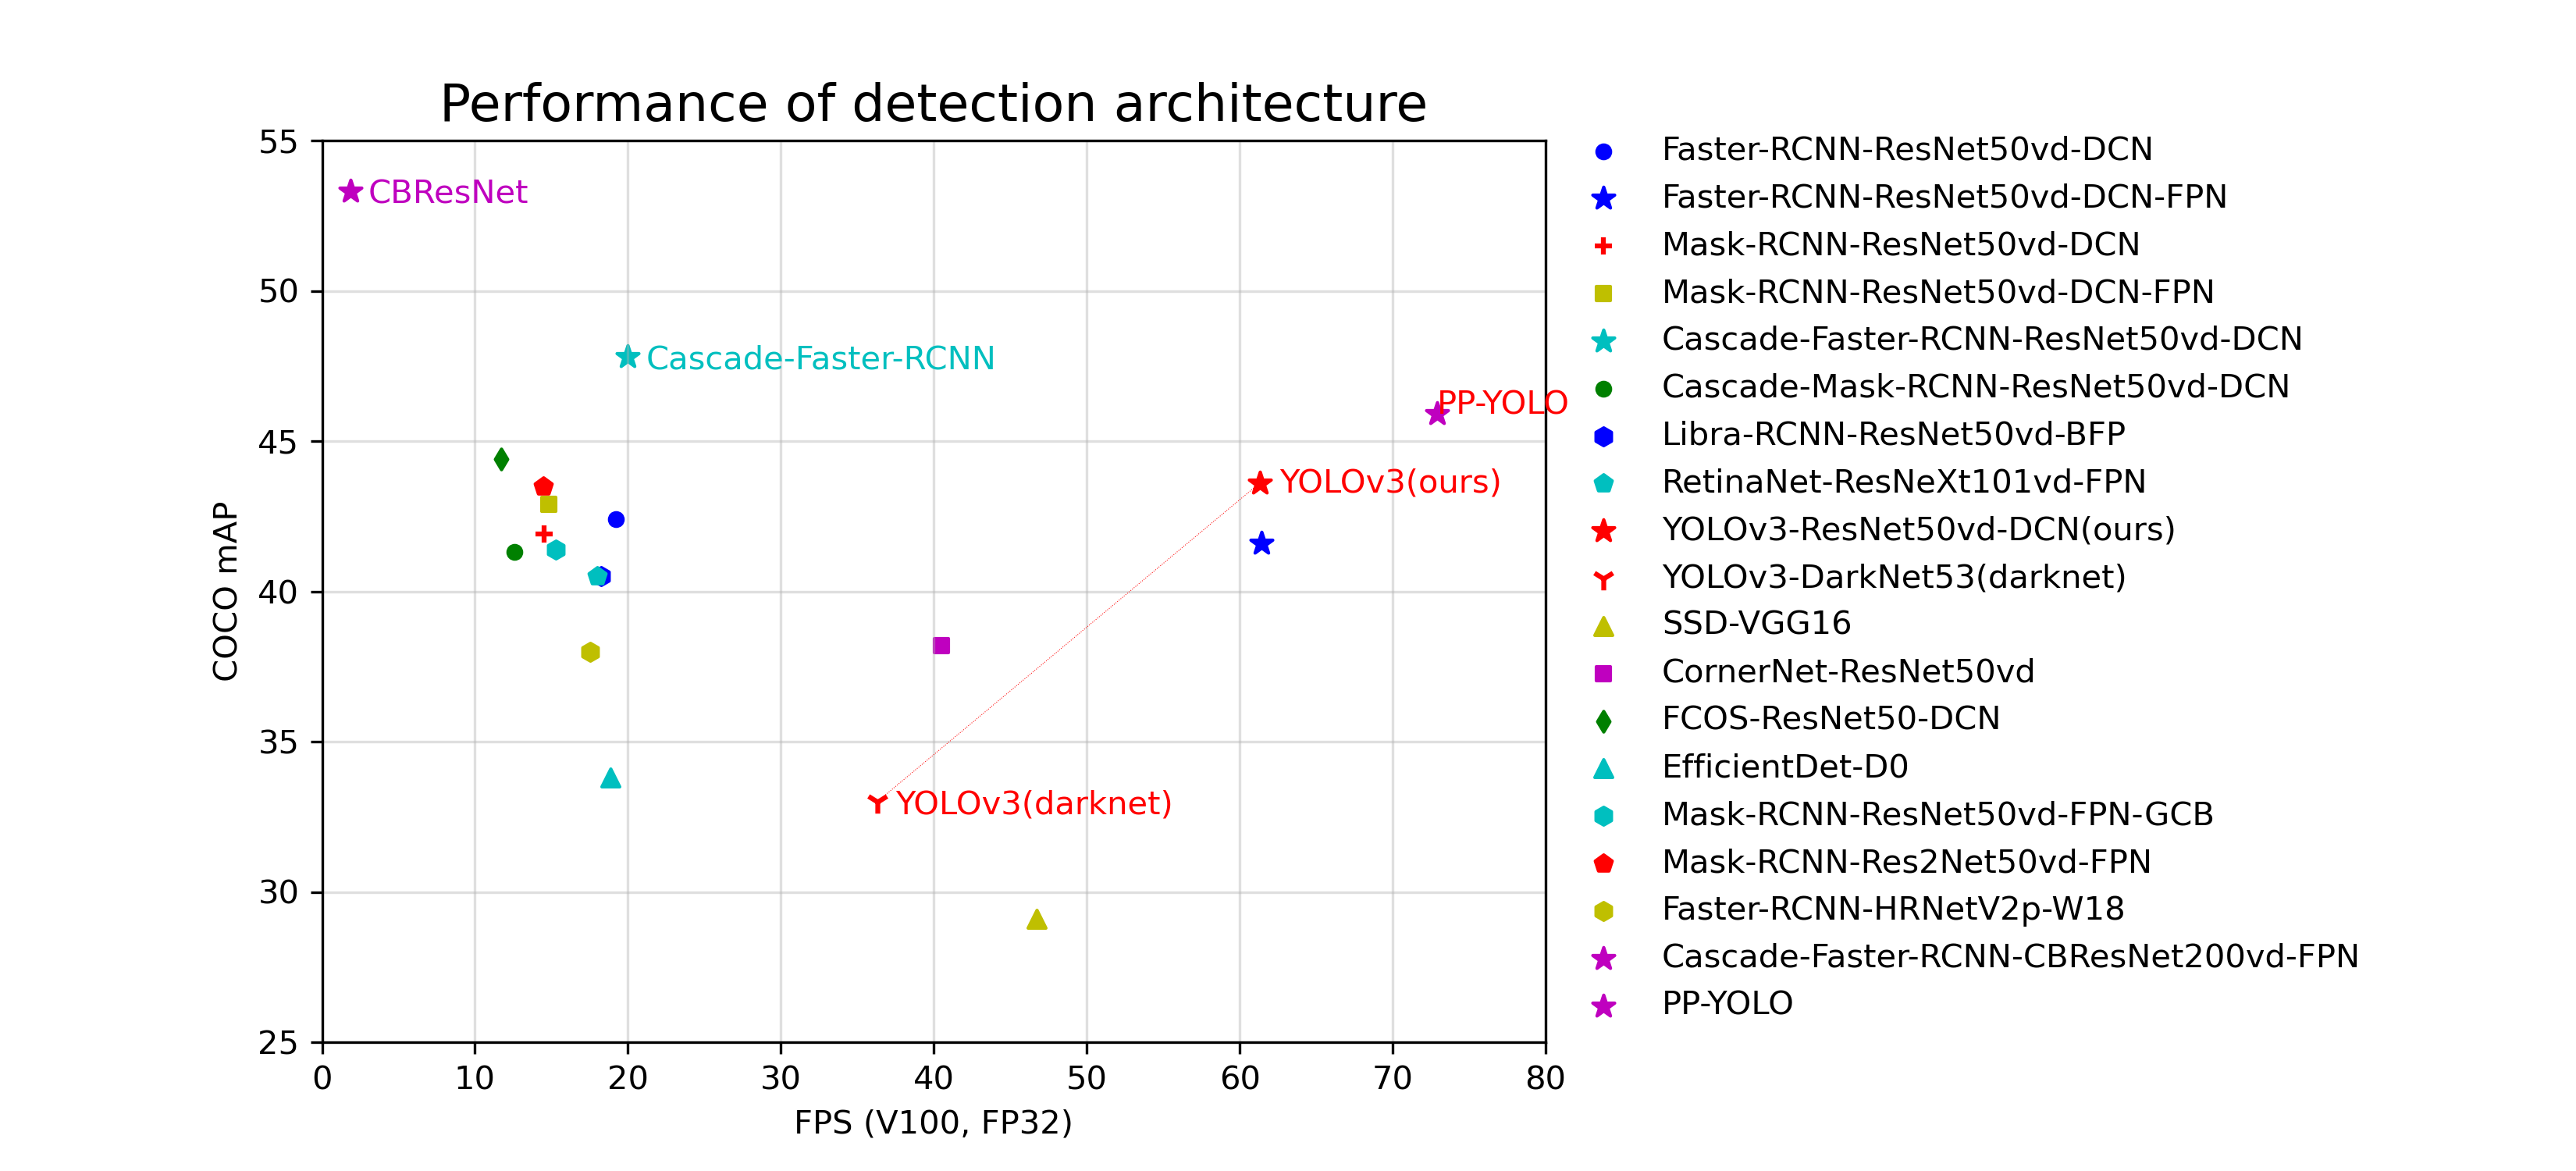 Performance of detection architecture
55
50
45
40
35
30
25
COCO mAP
0 10 20 30 40 50 60 70 80
FPS (V100, FP32)
CBResNet
Cascade-Faster-RCNN
PP-YOLO
YOLOv3(ours)
YOLOv3(darknet)
Faster-RCNN-ResNet50vd-DCN
Faster-RCNN-ResNet50vd-DCN-FPN
Mask-RCNN-ResNet50vd-DCN
Mask-RCNN-ResNet50vd-DCN-FPN
Cascade-Faster-RCNN-ResNet50vd-DCN
Cascade-Mask-RCNN-ResNet50vd-DCN
Libra-RCNN-ResNet50vd-BFP
RetinaNet-ResNeXt101vd-FPN
YOLOv3-ResNet50vd-DCN(ours)
YOLOv3-DarkNet53(darknet)
SSD-VGG16
CornerNet-ResNet50vd
FCOS-ResNet50-DCN
EfficientDet-D0
Mask-RCNN-ResNet50vd-FPN-GCB
Mask-RCNN-Res2Net50vd-FPN
Faster-RCNN-HRNetV2p-W18
Cascade-Faster-RCNN-CBResNet200vd-FPN
PP-YOLO